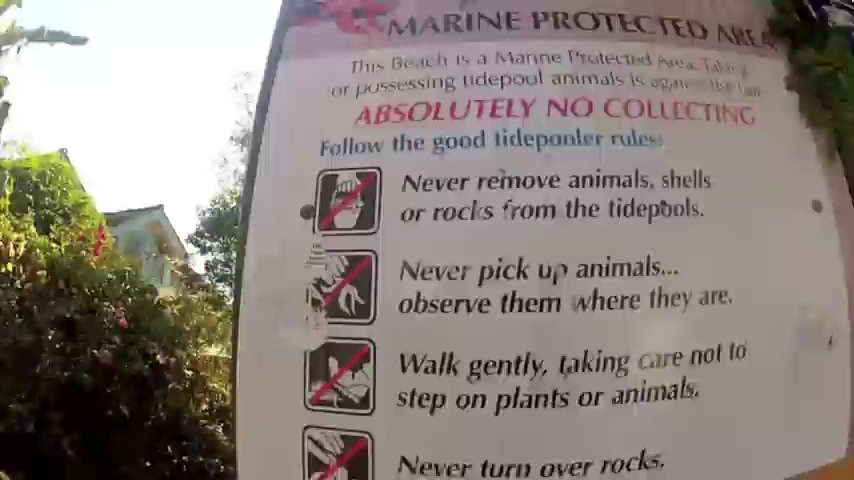 MARINE PROTECTED AREA
This Beach is a Marine Protected Area. Taking
or possessing tidepool animals is against the law
ABSOLUTELY NO COLLECTING
Follow the good tidepooler rules:
Never remove animals, shells
or rocks from the tidepools.
Never pick up animals...
observe them where they are.
Walk gently, taking care not to
step on plants or animals.
Never turn over rocks.